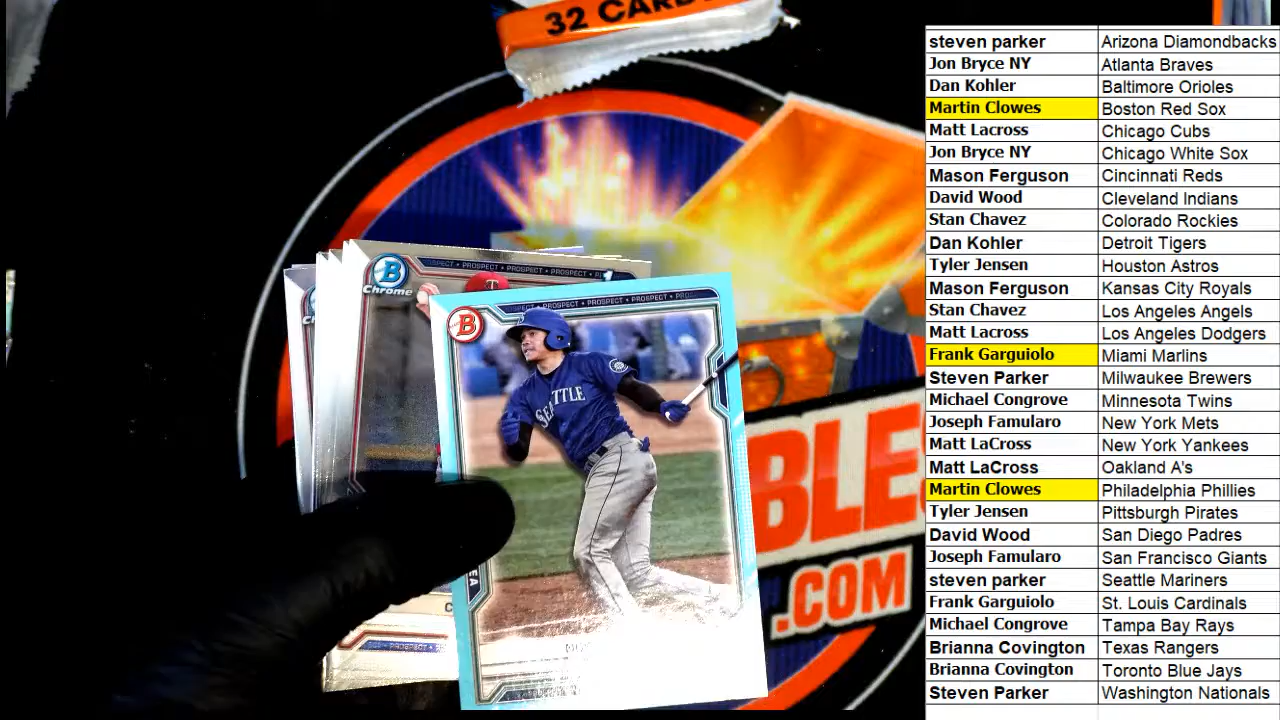 32 CARD
steven parker Arizona Diamondbacks
Jon Bryce NY Atlanta Braves
Dan Kohler Baltimore Orioles
Martin Clowes Boston Red Sox
Matt Lacross Chicago Cubs
Jon Bryce NY Chicago White Sox
Mason Ferguson Cincinnati Reds
David Wood Cleveland Indians
Stan Chavez Colorado Rockies
Dan Kohler Detroit Tigers
Tyler Jensen Houston Astros
Mason Ferguson Kansas City Royals
Stan Chavez Los Angeles Angels
Matt Lacross Los Angeles Dodgers
Frank Garguiolo Miami Marlins
Steven Parker Milwaukee Brewers
Michael Congrove Minnesota Twins
Joseph Famularo New York Mets
Matt LaCross New York Yankees
Matt LaCross Oakland A's
Martin Clowes Philadelphia Phillies
Tyler Jensen Pittsburgh Pirates
David Wood San Diego Padres
Joseph Famularo San Francisco Giants
steven parker Seattle Mariners
Frank Garguiolo St. Louis Cardinals
Michael Congrove Tampa Bay Rays
Brianna Covington Texas Rangers
Brianna Covington Toronto Blue Jays
Steven Parker Washington Nationals
B
Chrome
PROSPECT • PROSPECT • PROSPECT • PROSPECT
T
B
PROSPECT • PROSPECT • PROSPECT
SEATTLE
BLES
.COM